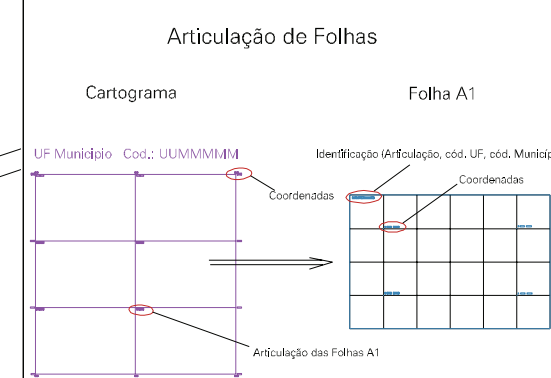 Articulação de Folhas
Cartograma
Folha A1
UF Municipio Cod.: UUMMMMM
Identificação (Articulação, cód. UF, cód. Municíp
Coordenadas
Coordenadas
Articulação das Folhas A1